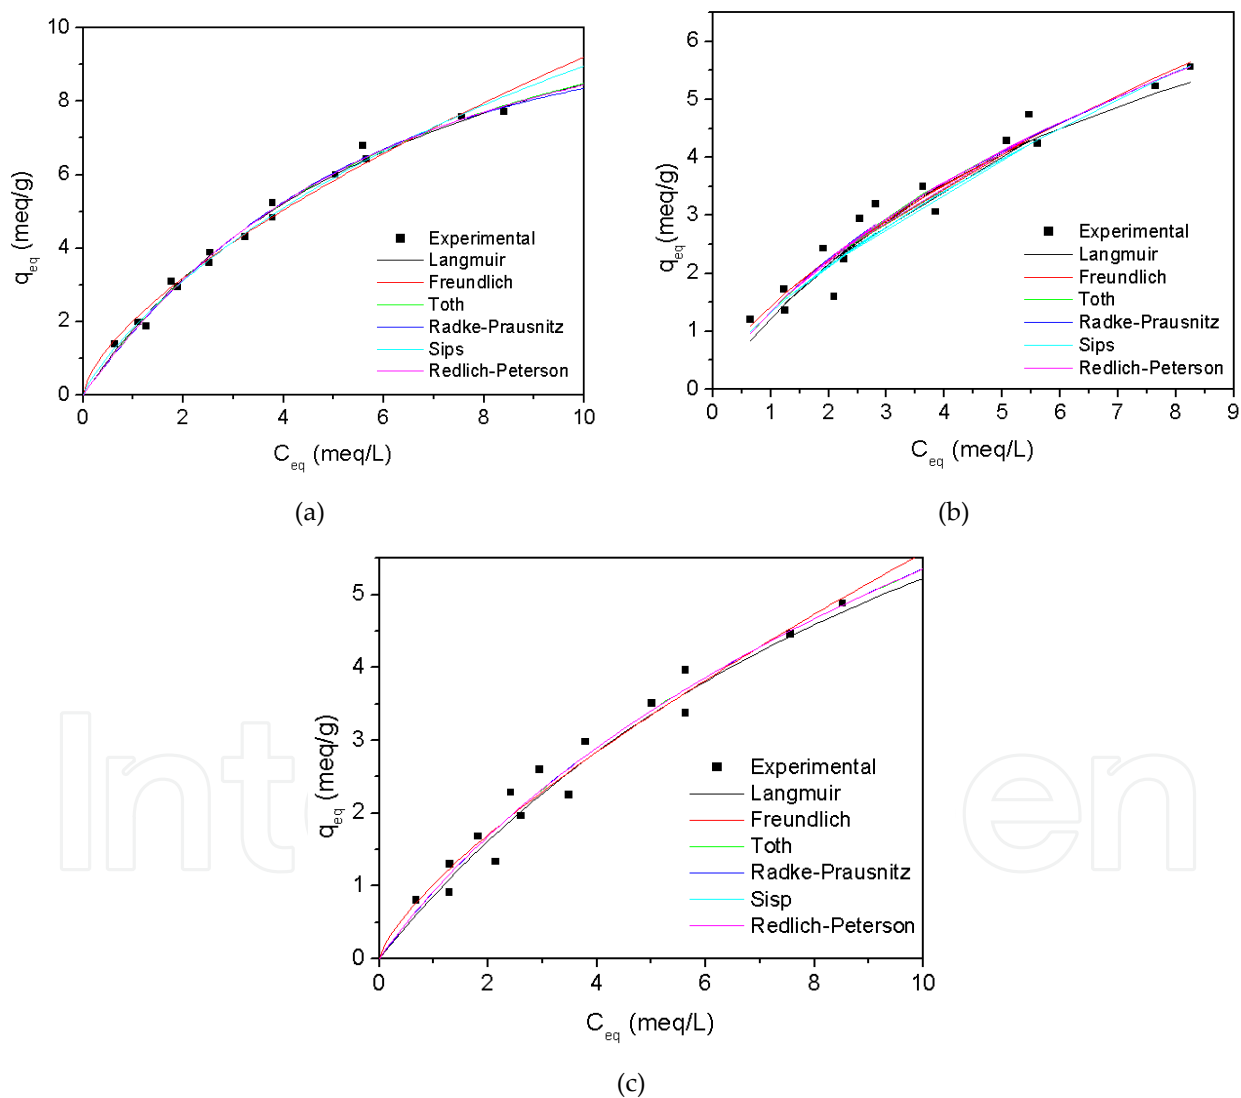 10
8
6
4
2
0
q_eq (meq/g)
Experimental
Langmuir
Freundlich
Toth
Radke-Prausnitz
Sips
Redlich-Peterson
0 2 4 6 8 10
C_eq (meq/L)
(a)
6
5
4
3
2
1
0
q_eq (meq/g)
Experimental
Langmuir
Freundlich
Toth
Radke-Prausnitz
Sips
Redlich-Peterson
0 1 2 3 4 5 6 7 8 9
C_eq (meq/L)
(b)
5
4
3
2
1
0
q_eq (meq/g)
Experimental
Langmuir
Freundlich
Toth
Radke-Prausnitz
Sisp
Redlich-Peterson
0 2 4 6 8 10
C_eq (meq/L)
(c)
Int
en